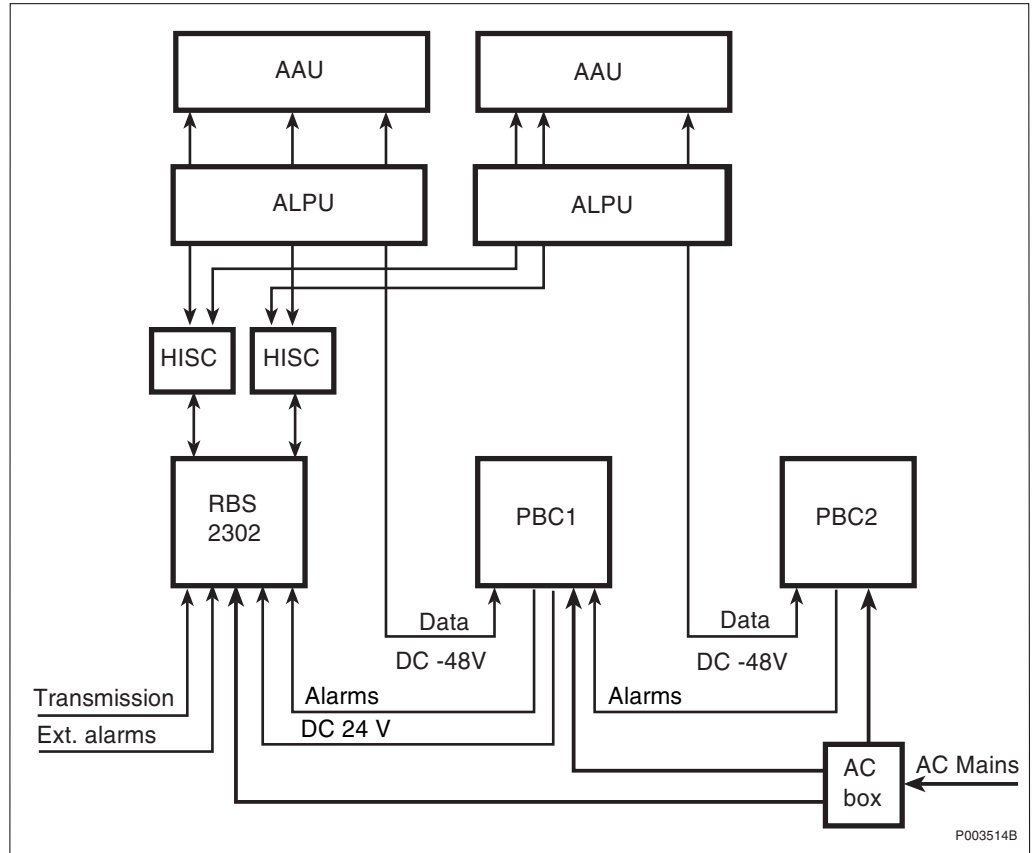 AAU
AAU
ALPU
ALPU
HISC
HISC
RBS
2302
PBC1
PBC2
Data
DC -48V
Data
DC -48V
Transmission
Ext. alarms
Alarms
DC 24 V
Alarms
AC
box
AC Mains
P003514B